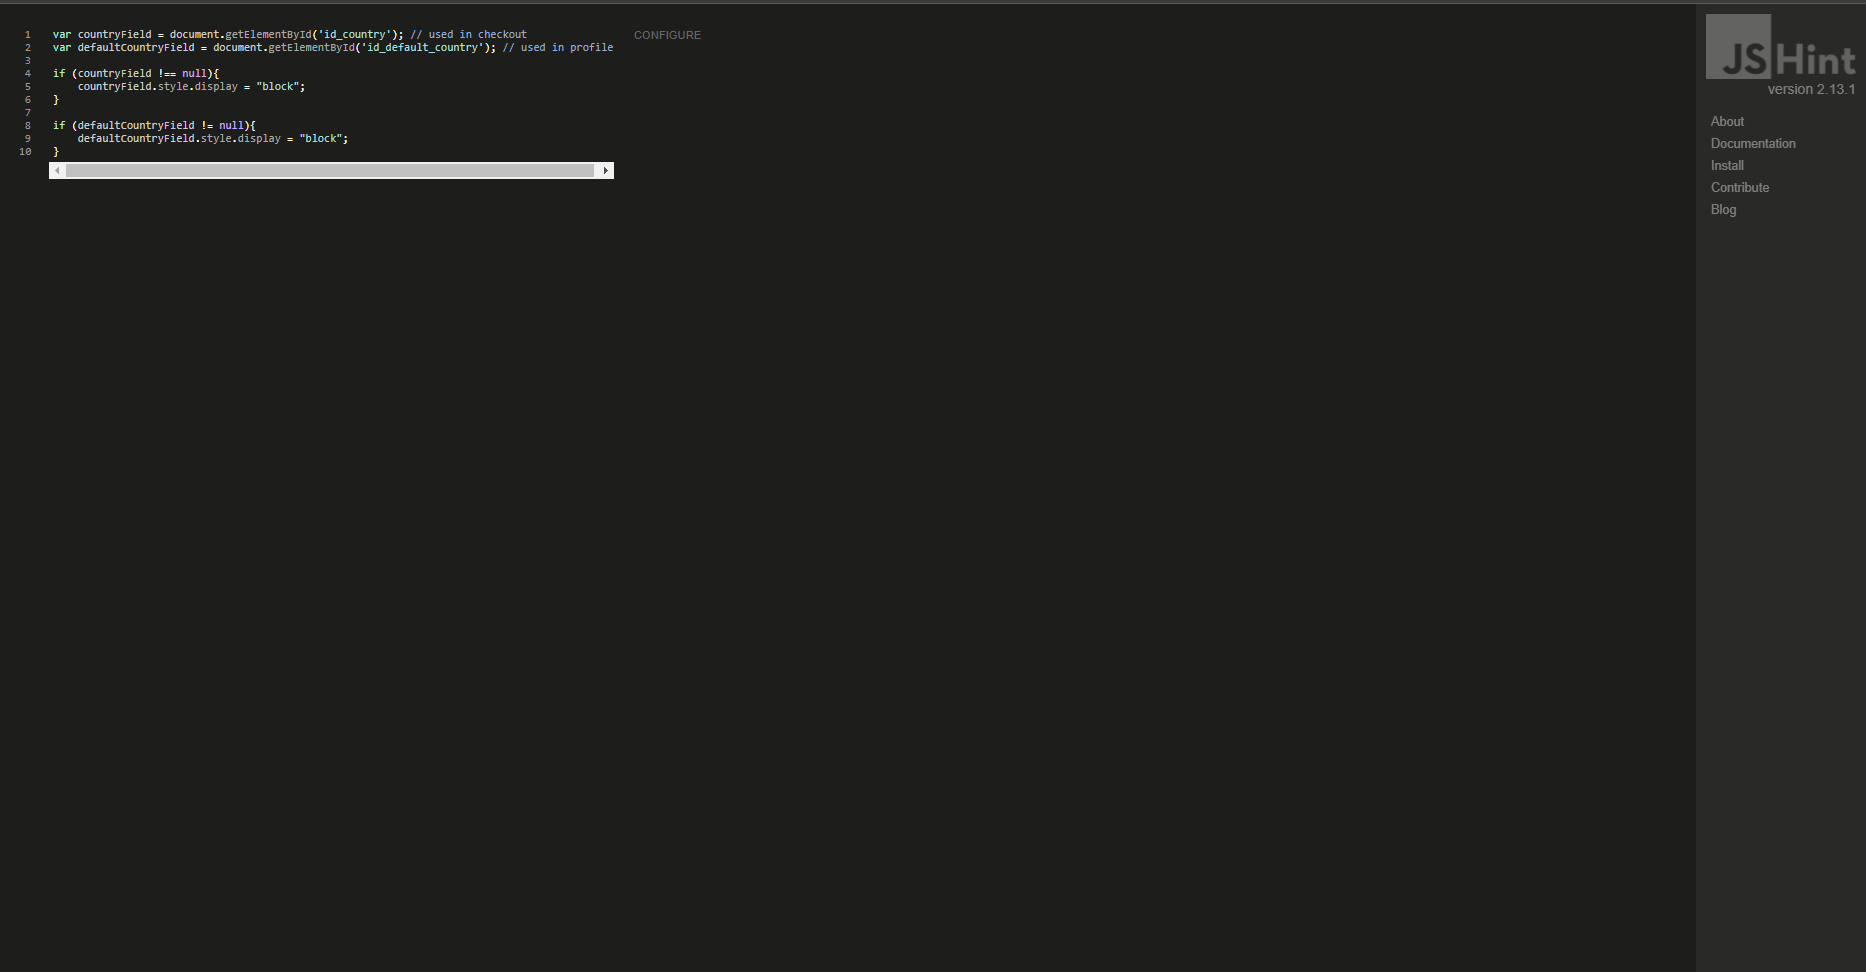 1 var countryField = document.getElementById('id_country'); // used in checkout
2 var defaultCountryField = document.getElementById('id_default_country'); // used in profile
3
4 if (countryField !== null){
5     countryField.style.display = "block";
6 }
7
8 if (defaultCountryField != null){
9     defaultCountryField.style.display = "block";
10 }
CONFIGURE
JSHint
version 2.13.1
About
Documentation
Install
Contribute
Blog